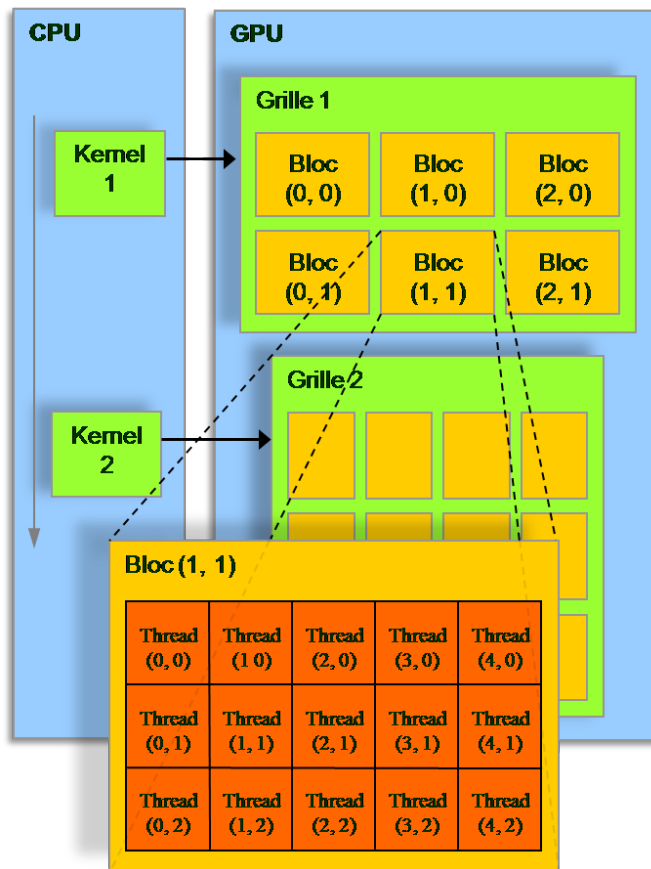 CPU
GPU
Grille 1
Kernel
1
Bloc
(0, 0)
Bloc
(1, 0)
Bloc
(2, 0)
Bloc
(0, 1)
Bloc
(1, 1)
Bloc
(2, 1)
Grille 2
Kernel
2
Bloc (1, 1)
Thread
(0, 0)
Thread
(1 0)
Thread
(2, 0)
Thread
(3, 0)
Thread
(4, 0)
Thread
(0, 1)
Thread
(1, 1)
Thread
(2, 1)
Thread
(3, 1)
Thread
(4, 1)
Thread
(0, 2)
Thread
(1, 2)
Thread
(2, 2)
Thread
(3, 2)
Thread
(4, 2)